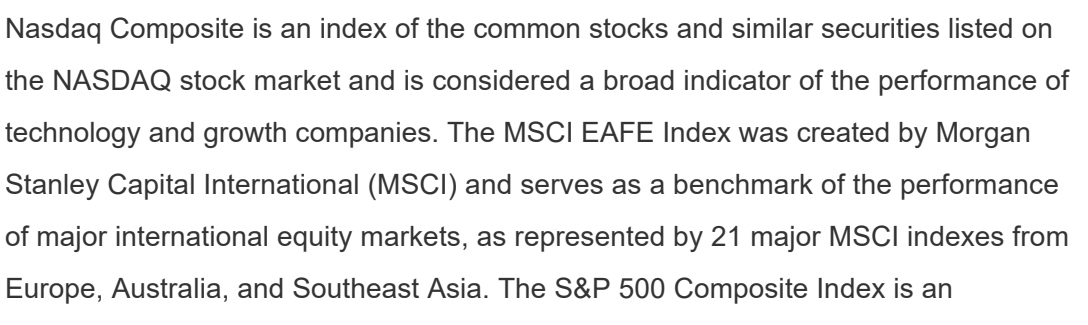 Nasdaq Composite is an index of the common stocks and similar securities listed on
the NASDAQ stock market and is considered a broad indicator of the performance of
technology and growth companies. The MSCI EAFE Index was created by Morgan
Stanley Capital International (MSCI) and serves as a benchmark of the performance
of major international equity markets, as represented by 21 major MSCI indexes from
Europe, Australia, and Southeast Asia. The S&P 500 Composite Index is an